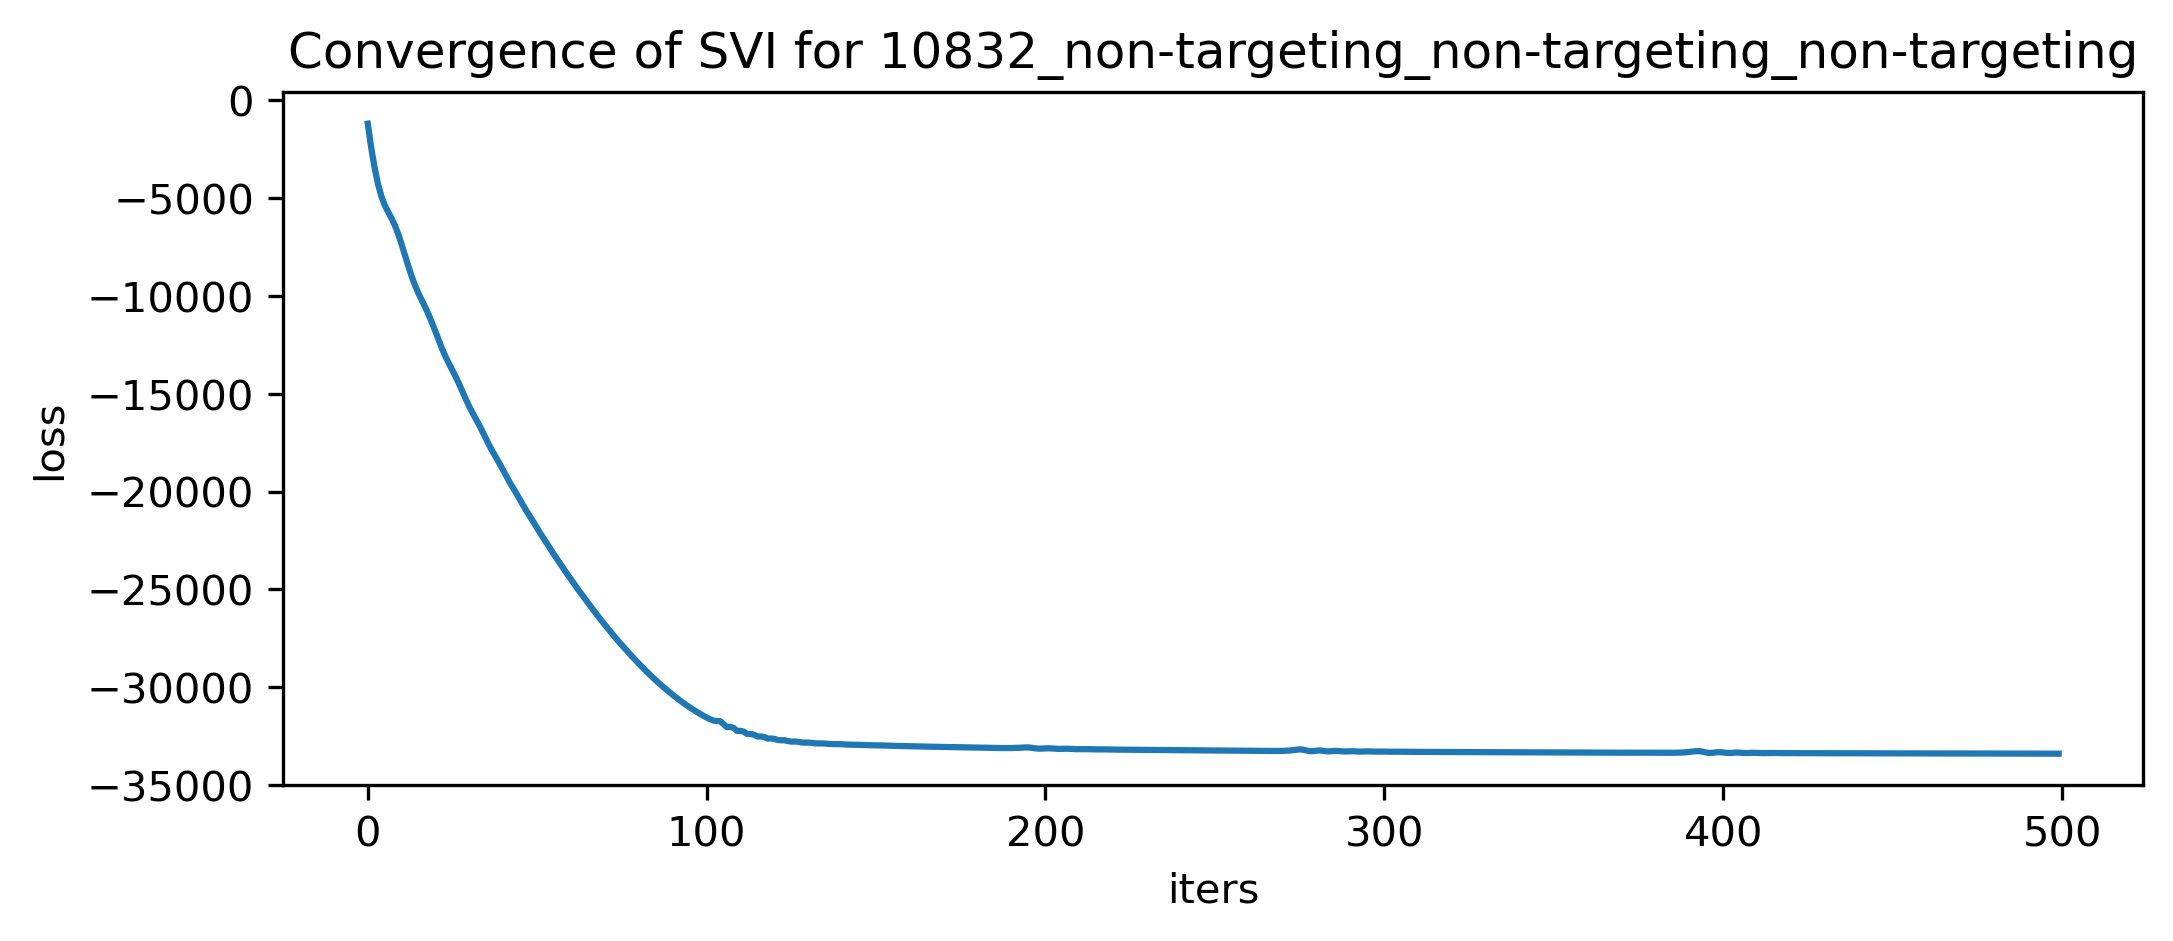 Convergence of SVI for 10832_non-targeting_non-targeting_non-targeting
0
−5000
−10000
−15000
−20000
−25000
−30000
−35000
loss
0 100 200 300 400 500
iters